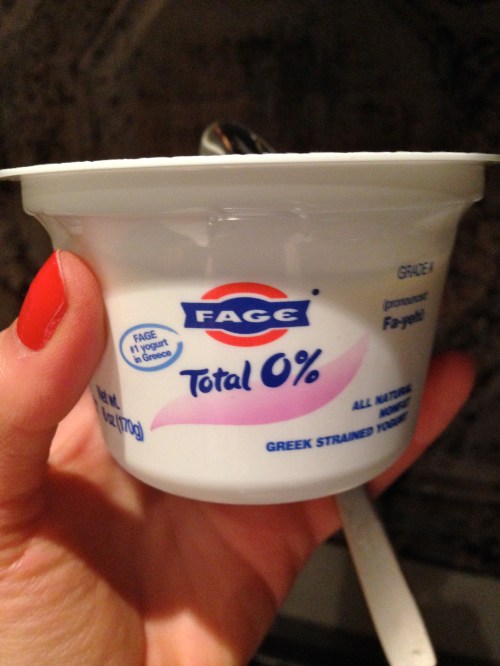 GRADE A
(pronounced
Fa-yeh!)
FAGE
FAGE
#1 yogurt
in Greece
Total 0%
Net wt.
6 oz (170g)
ALL NATURAL
NONFAT
GREEK STRAINED YOGURT